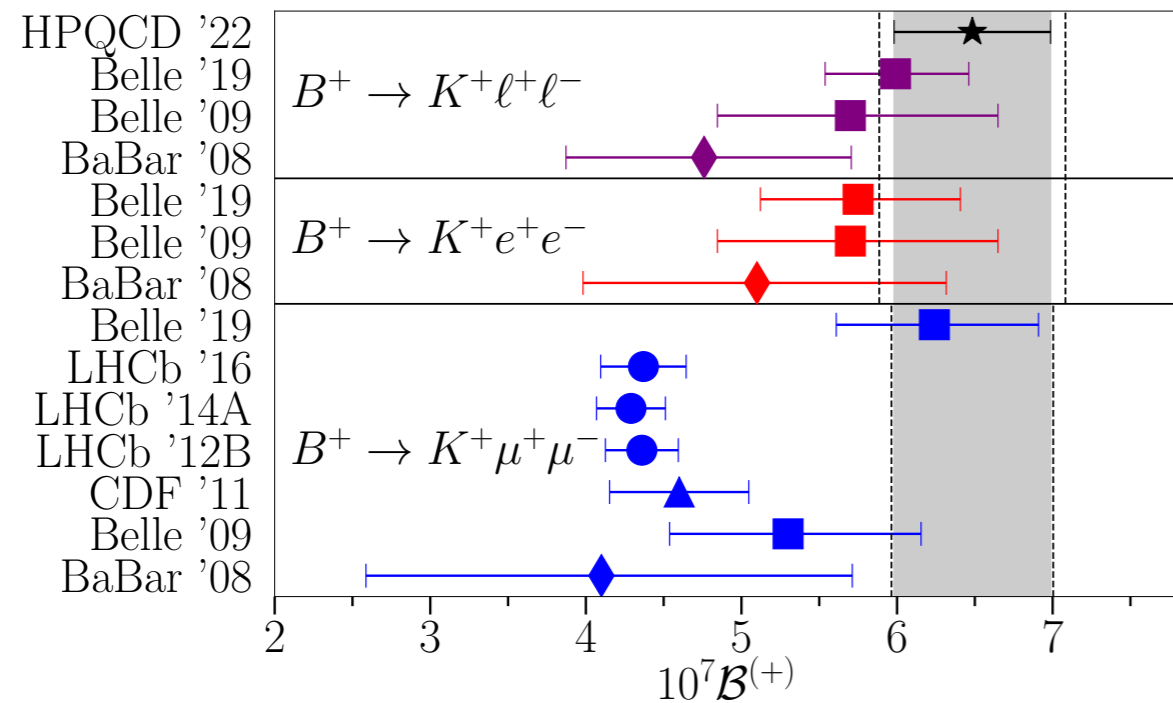 HPQCD '22
Belle '19
B⁺ → K⁺ℓ⁺ℓ⁻
Belle '09
BaBar '08
Belle '19
B⁺ → K⁺e⁺e⁻
Belle '09
BaBar '08
Belle '19
LHCb '16
LHCb '14A
LHCb '12B
B⁺ → K⁺μ⁺μ⁻
CDF '11
Belle '09
BaBar '08
2 3 4 5 6 7
10⁷ℬ⁽⁺⁾